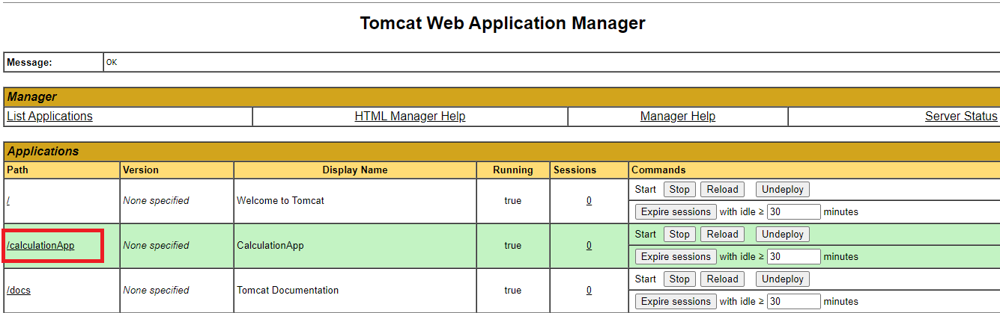 Tomcat Web Application Manager
Message: OK
Manager
List Applications HTML Manager Help Manager Help Server Status
Applications
Path Version Display Name Running Sessions Commands
/ None specified Welcome to Tomcat true 0 Start Stop Reload Undeploy
Expire sessions with idle ≥ 30 minutes
/calculationApp None specified CalculationApp true 0 Start Stop Reload Undeploy
Expire sessions with idle ≥ 30 minutes
/docs None specified Tomcat Documentation true 0 Start Stop Reload Undeploy
Expire sessions with idle ≥ 30 minutes